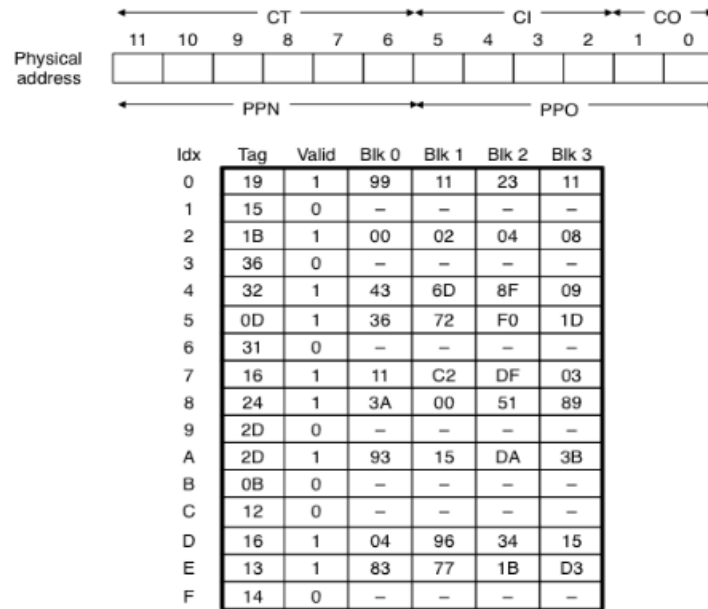 CT CI CO
11 10 9 8 7 6 5 4 3 2 1 0
Physical
address
PPN PPO
Idx Tag Valid Blk 0 Blk 1 Blk 2 Blk 3
0 19 1 99 11 23 11
1 15 0 – – – –
2 1B 1 00 02 04 08
3 36 0 – – – –
4 32 1 43 6D 8F 09
5 0D 1 36 72 F0 1D
6 31 0 – – – –
7 16 1 11 C2 DF 03
8 24 1 3A 00 51 89
9 2D 0 – – – –
A 2D 1 93 15 DA 3B
B 0B 0 – – – –
C 12 0 – – – –
D 16 1 04 96 34 15
E 13 1 83 77 1B D3
F 14 0 – – – –